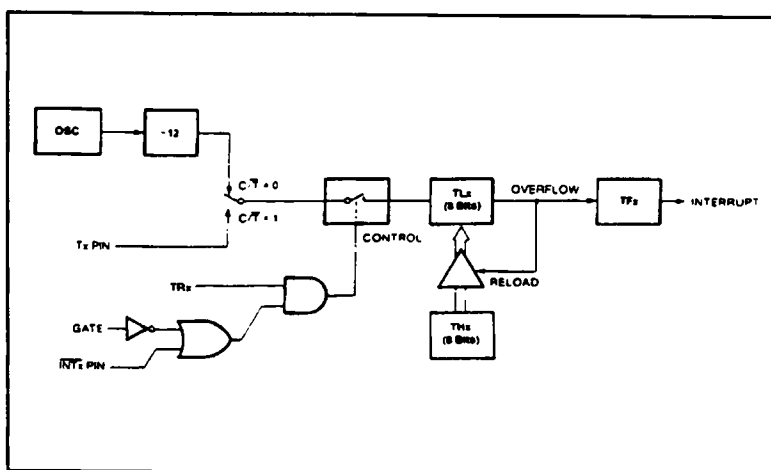 OSC
÷12
C/T̅ = 0
C/T̅ = 1
Tx PIN
TLx
(8 Bits)
OVERFLOW
TFx
INTERRUPT
CONTROL
TRx
RELOAD
GATE
I̅N̅T̅x̅ PIN
THx
(8 Bits)